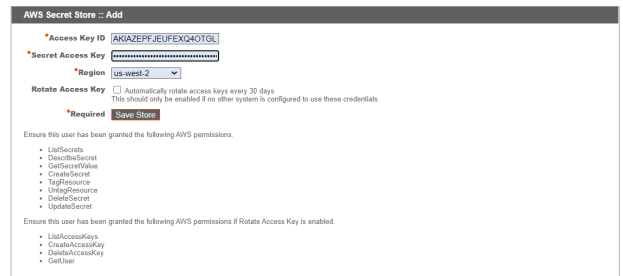 AWS Secret Store :: Add
*Access Key ID AKIAZEPFJEUFEXQ4OTGL
*Secret Access Key ••••••••••••••••••••••••••••••••••••••••
*Region us-west-2
Rotate Access Key Automatically rotate access keys every 30 days
This should only be enabled if no other system is configured to use these credentials.
*Required Save Store
Ensure this user has been granted the following AWS permissions.
• ListSecrets
• DescribeSecret
• GetSecretValue
• CreateSecret
• TagResource
• UntagResource
• DeleteSecret
• UpdateSecret
Ensure this user has been granted the following AWS permissions if Rotate Access Key is enabled.
• ListAccessKeys
• CreateAccessKey
• DeleteAccessKey
• GetUser